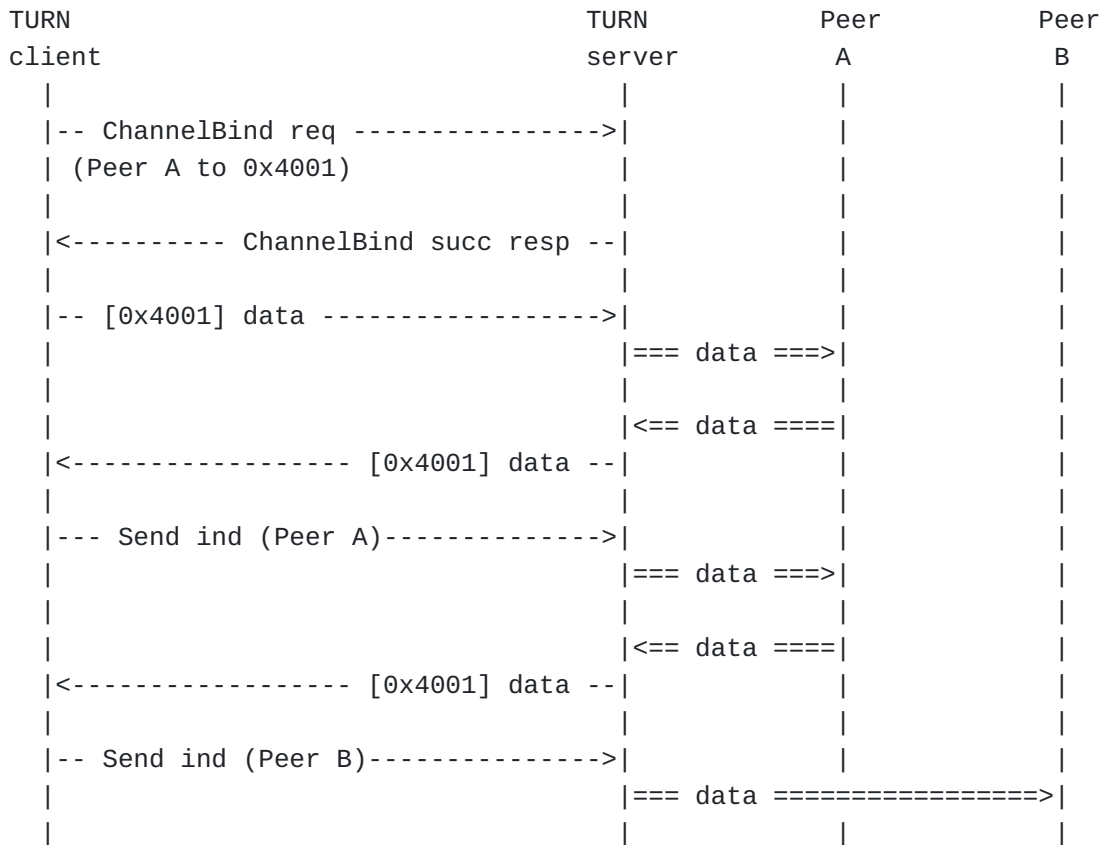 TURN                                 TURN           Peer          Peer
client                               server          A             B
  |                                    |             |             |
  |-- ChannelBind req ---------------->|             |             |
  | (Peer A to 0x4001)                 |             |             |
  |                                    |             |             |
  |<---------- ChannelBind succ resp --|             |             |
  |                                    |             |             |
  |-- [0x4001] data ------------------>|             |             |
  |                                    |=== data ===>|             |
  |                                    |             |             |
  |                                    |<== data ====|             |
  |<------------------ [0x4001] data --|             |             |
  |                                    |             |             |
  |--- Send ind (Peer A)-------------->|             |             |
  |                                    |=== data ===>|             |
  |                                    |             |             |
  |                                    |<== data ====|             |
  |<------------------ [0x4001] data --|             |             |
  |                                    |             |             |
  |-- Send ind (Peer B)--------------->|             |             |
  |                                    |=== data =================>|
  |                                    |             |             |